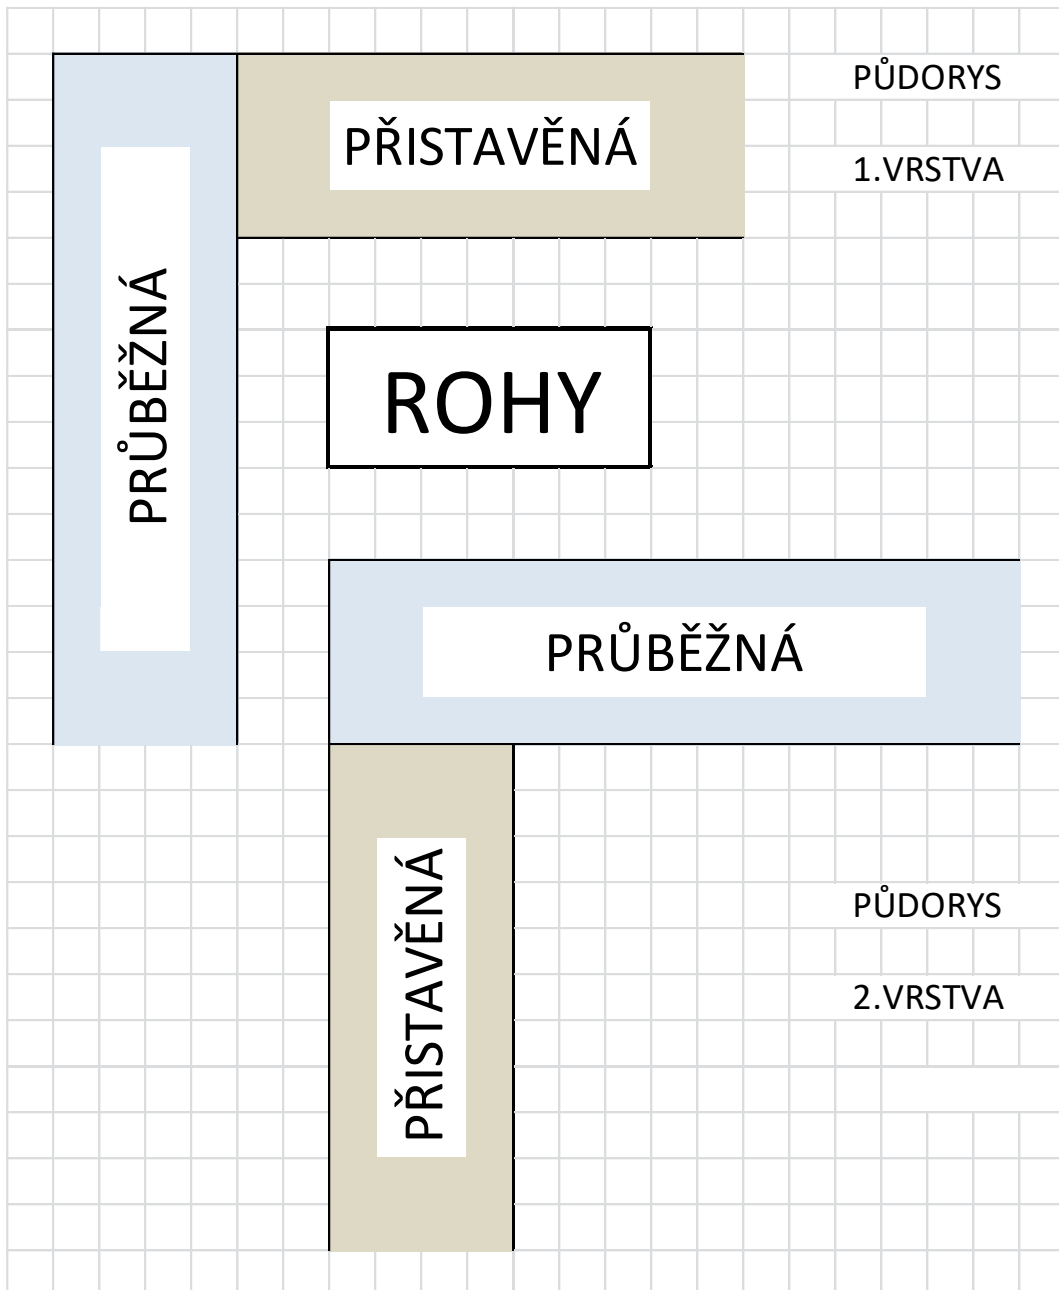 PŮDORYS
PŘISTAVĚNÁ
1.VRSTVA
PRŮBĚŽNÁ
ROHY
PRŮBĚŽNÁ
PŘISTAVĚNÁ
PŮDORYS
2.VRSTVA